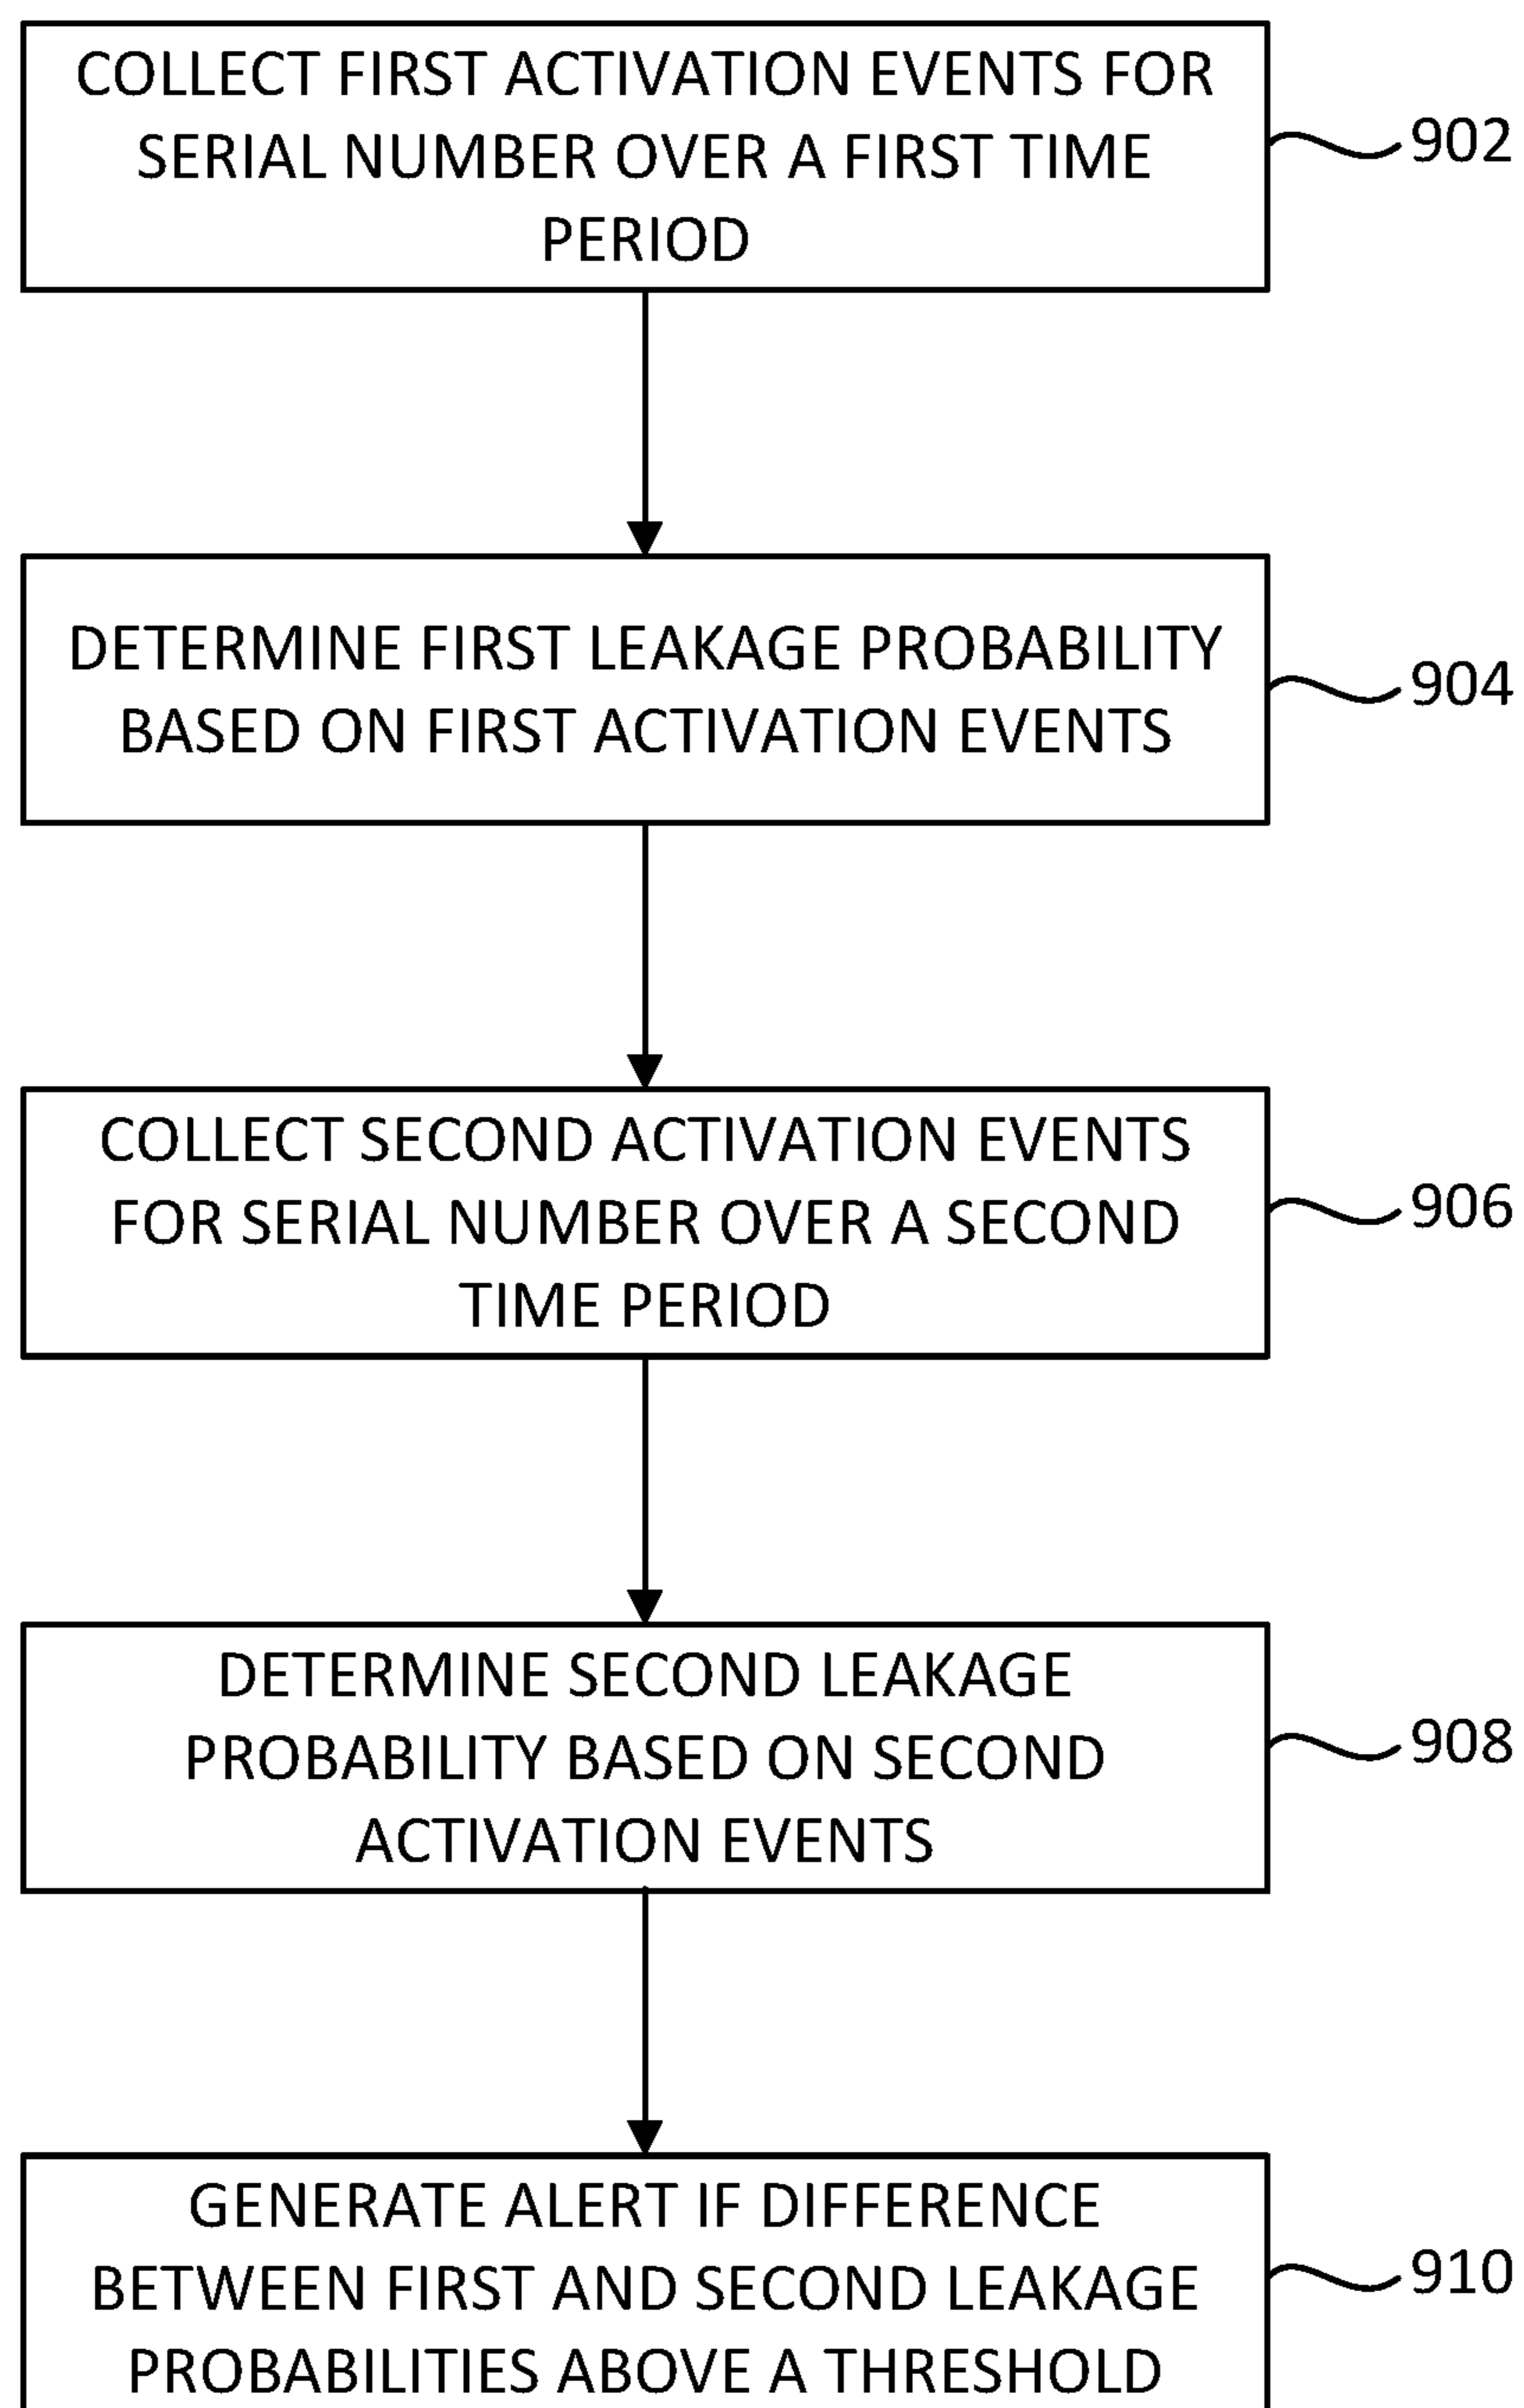 COLLECT FIRST ACTIVATION EVENTS FOR
SERIAL NUMBER OVER A FIRST TIME
PERIOD
902
DETERMINE FIRST LEAKAGE PROBABILITY
BASED ON FIRST ACTIVATION EVENTS
904
COLLECT SECOND ACTIVATION EVENTS
FOR SERIAL NUMBER OVER A SECOND
TIME PERIOD
906
DETERMINE SECOND LEAKAGE
PROBABILITY BASED ON SECOND
ACTIVATION EVENTS
908
GENERATE ALERT IF DIFFERENCE
BETWEEN FIRST AND SECOND LEAKAGE
PROBABILITIES ABOVE A THRESHOLD
910